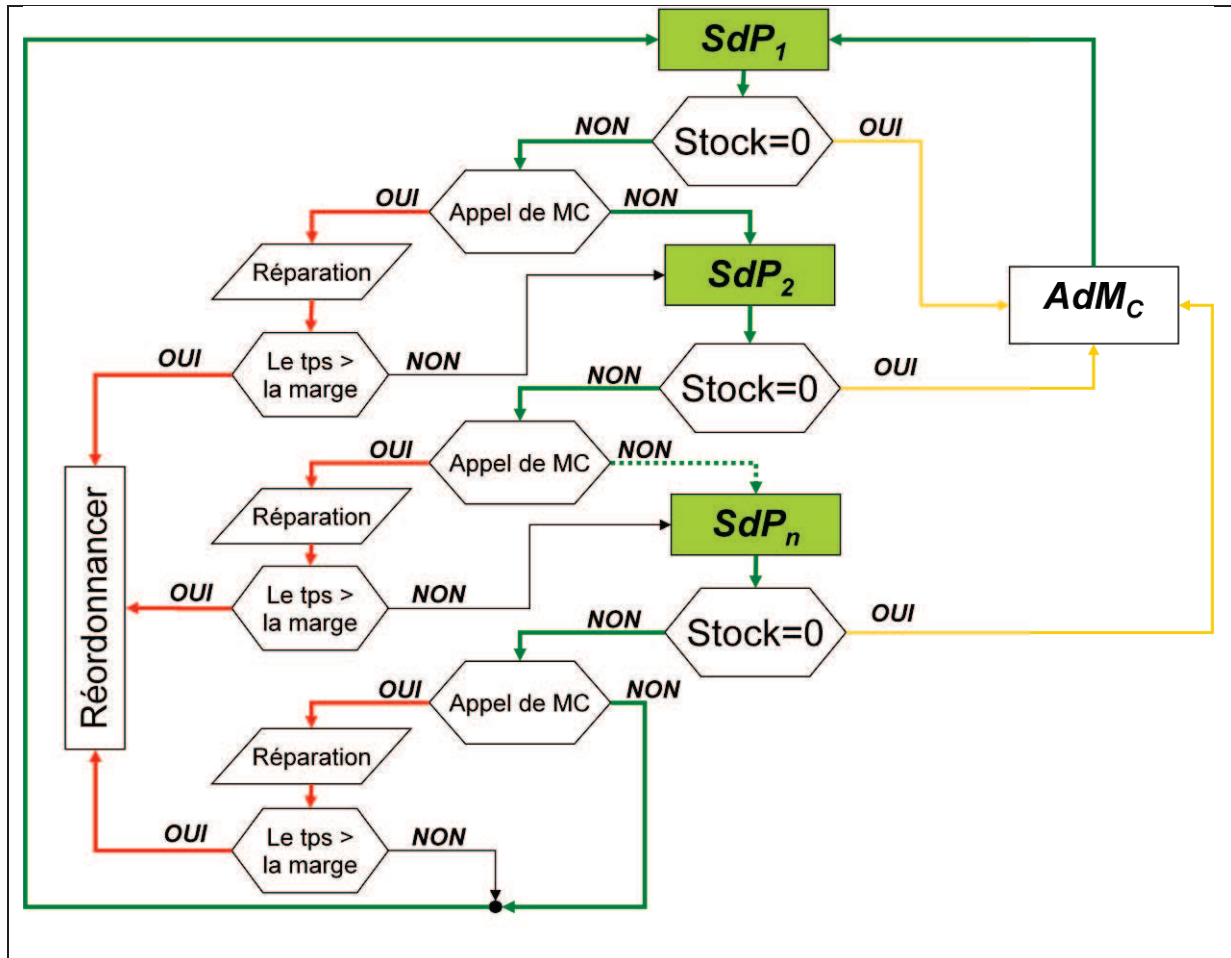 SdP1
Stock=0
NON
OUI
Appel de MC
OUI
NON
Réparation
SdP2
AdMC
Le tps >
la marge
OUI
NON
Stock=0
NON
OUI
Appel de MC
OUI
NON
Réparation
SdPn
Réordonnancer
Le tps >
la marge
OUI
NON
Stock=0
NON
OUI
Appel de MC
OUI
NON
Réparation
Le tps >
la marge
OUI
NON